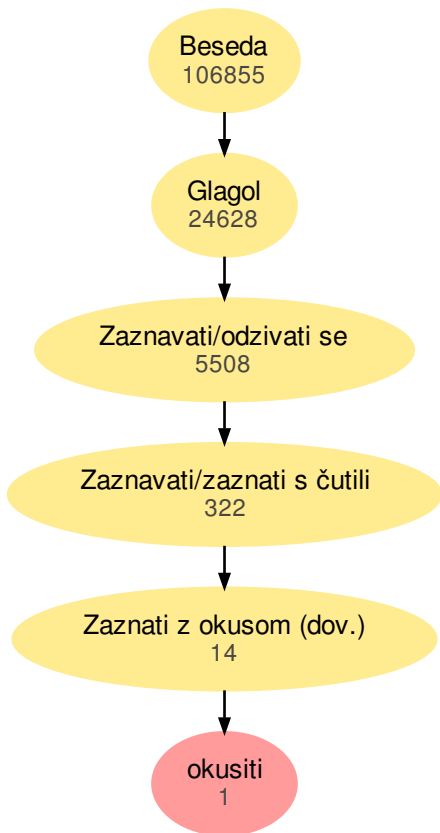 Beseda
106855
Glagol
24628
Zaznavati/odzivati se
5508
Zaznavati/zaznati s čutili
322
Zaznati z okusom (dov.)
14
okusiti
1